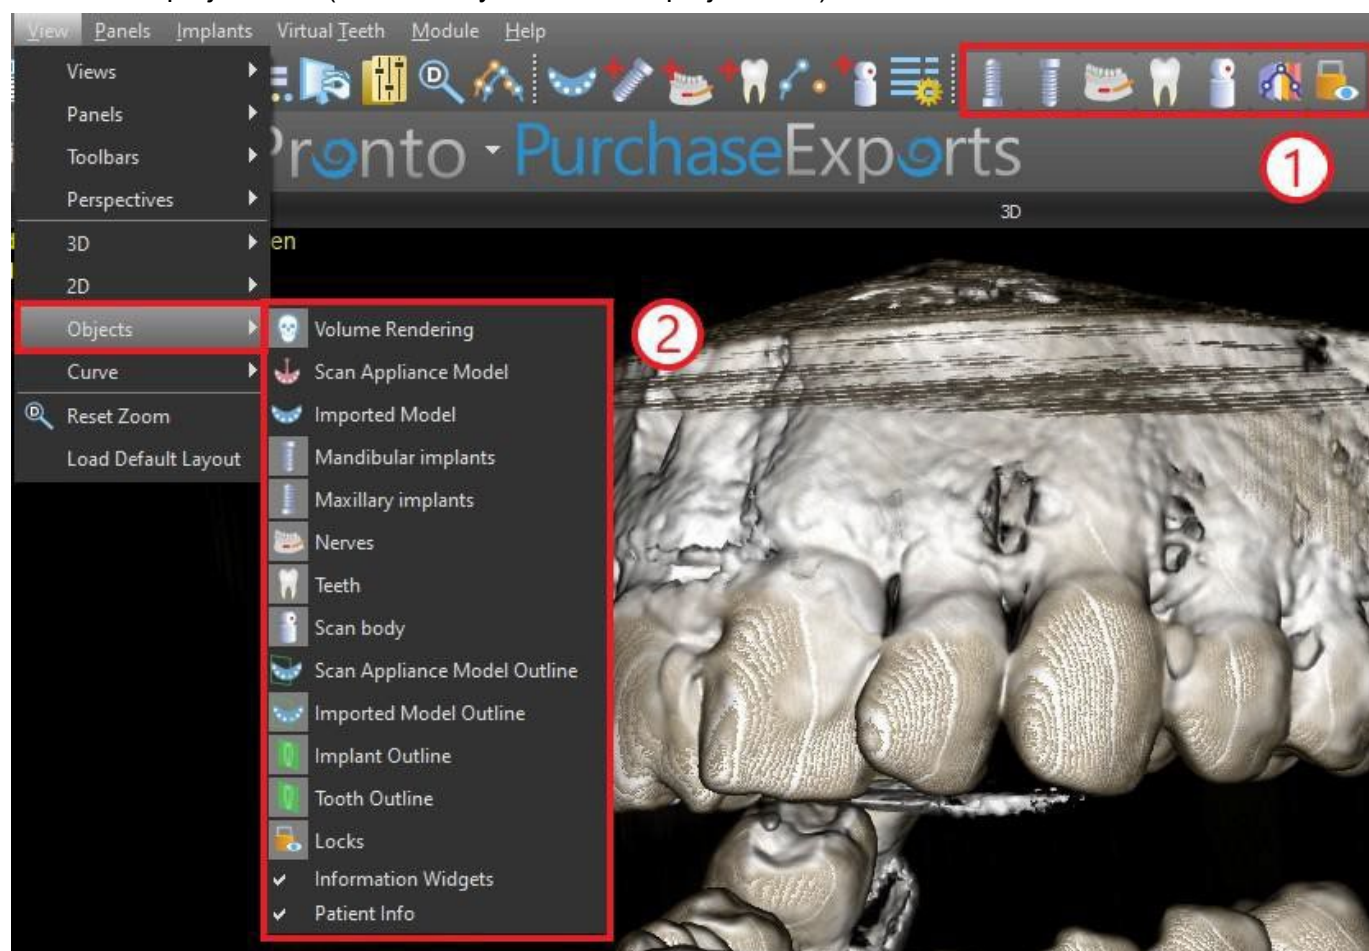 View Panels Implants Virtual Teeth Module Help
Pronto PurchaseExports
1
3D
en
Views
Panels
Toolbars
Perspectives
3D
2D
Objects
Curve
Reset Zoom
Load Default Layout
2
Volume Rendering
Scan Appliance Model
Imported Model
Mandibular implants
Maxillary implants
Nerves
Teeth
Scan body
Scan Appliance Model Outline
Imported Model Outline
Implant Outline
Tooth Outline
Locks
Information Widgets
Patient Info